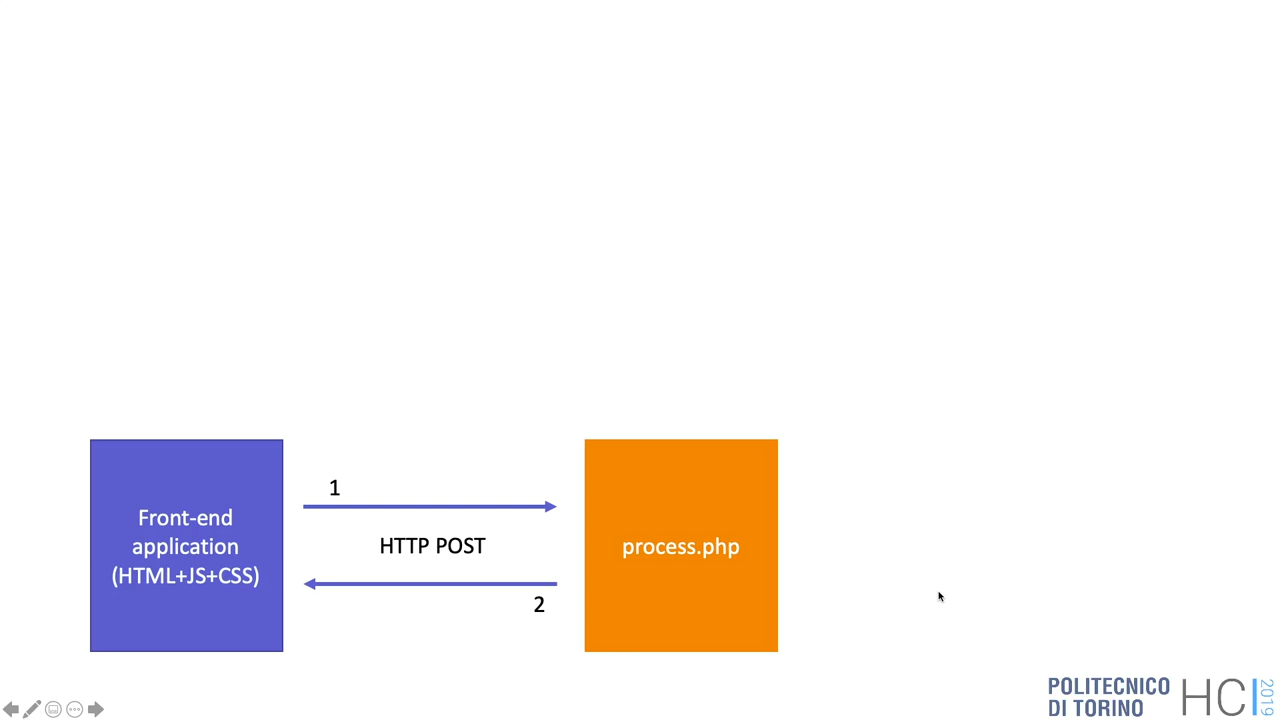 1
Front-end
application
(HTML+JS+CSS)
HTTP POST
process.php
2
POLITECNICO
DI TORINO
HCI
2019